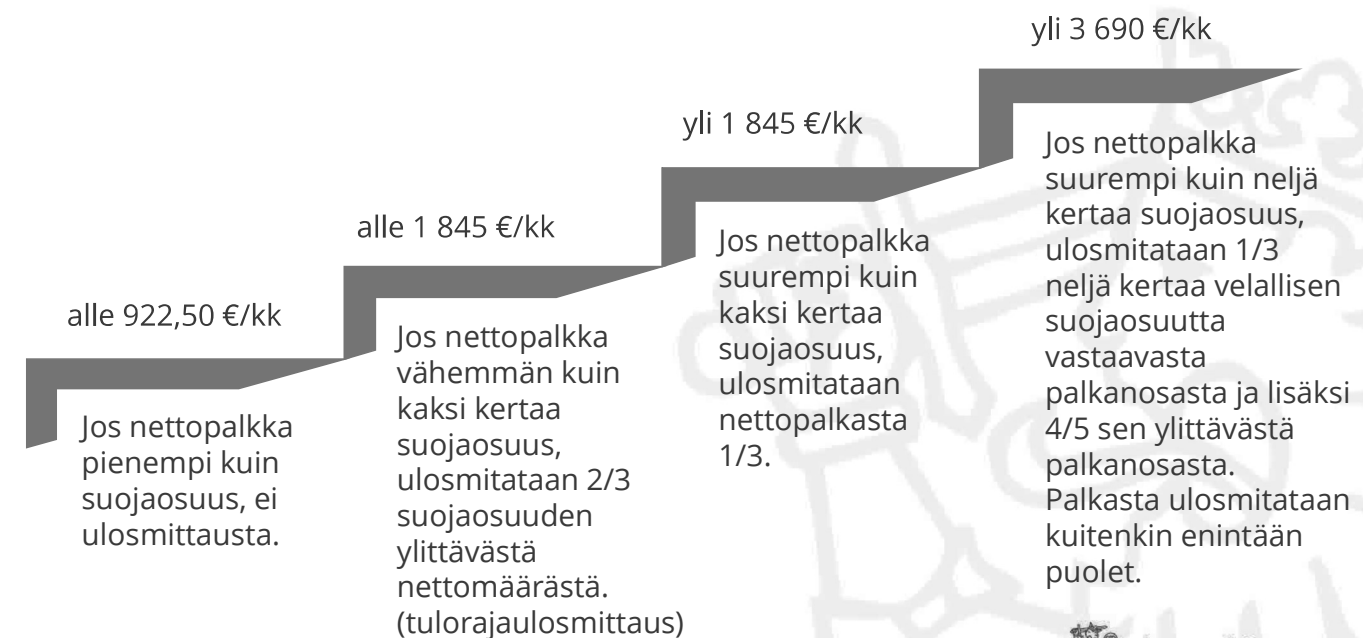 alle 922,50 €/kk
Jos nettopalkka
pienempi kuin
suojaosuus, ei
ulosmittausta.
alle 1 845 €/kk
Jos nettopalkka
vähemmän kuin
kaksi kertaa
suojaosuus,
ulosmitataan 2/3
suojaosuuden
ylittävästä
nettomäärästä.
(tulorajaulosmittaus)
yli 1 845 €/kk
Jos nettopalkka
suurempi kuin
kaksi kertaa
suojaosuus,
ulosmitataan
nettopalkasta
1/3.
yli 3 690 €/kk
Jos nettopalkka
suurempi kuin neljä
kertaa suojaosuus,
ulosmitataan 1/3
neljä kertaa velallisen
suojaosuutta
vastaavasta
palkanosasta ja lisäksi
4/5 sen ylittävästä
palkanosasta.
Palkasta ulosmitataan
kuitenkin enintään
puolet.